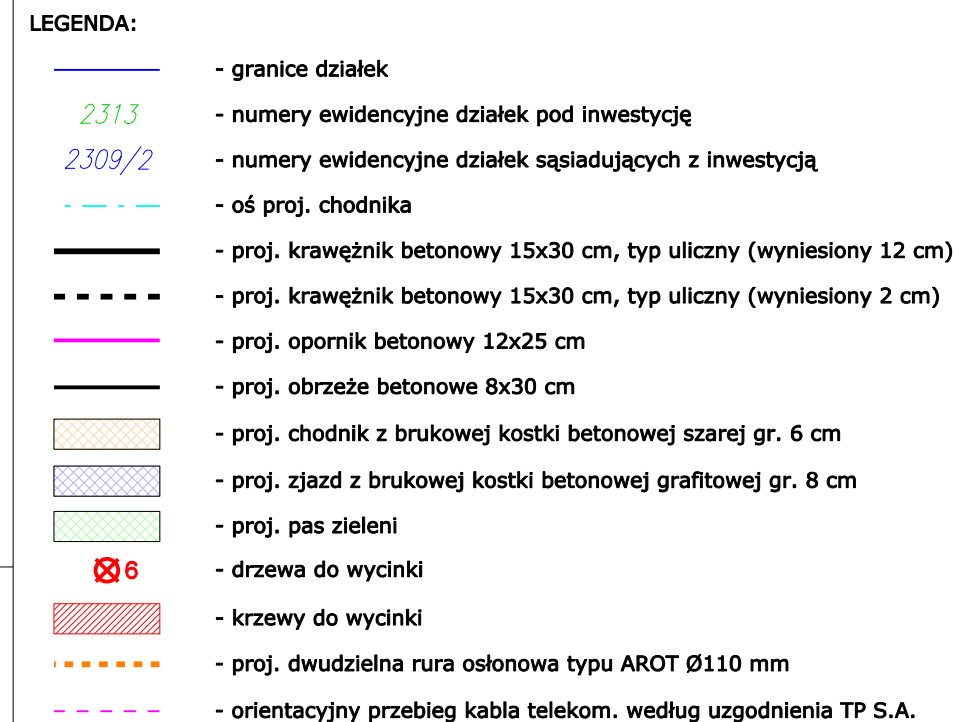 LEGENDA:
- granice działek
2313 - numery ewidencyjne działek pod inwestycję
2309/2 - numery ewidencyjne działek sąsiadujących z inwestycją
- oś proj. chodnika
- proj. krawężnik betonowy 15x30 cm, typ uliczny (wyniesiony 12 cm)
- proj. krawężnik betonowy 15x30 cm, typ uliczny (wyniesiony 2 cm)
- proj. opornik betonowy 12x25 cm
- proj. obrzeże betonowe 8x30 cm
- proj. chodnik z brukowej kostki betonowej szarej gr. 6 cm
- proj. zjazd z brukowej kostki betonowej grafitowej gr. 8 cm
- proj. pas zieleni
6 - drzewa do wycinki
- krzewy do wycinki
- proj. dwudzielna rura osłonowa typu AROT Ø110 mm
- orientacyjny przebieg kabla telekom. według uzgodnienia TP S.A.